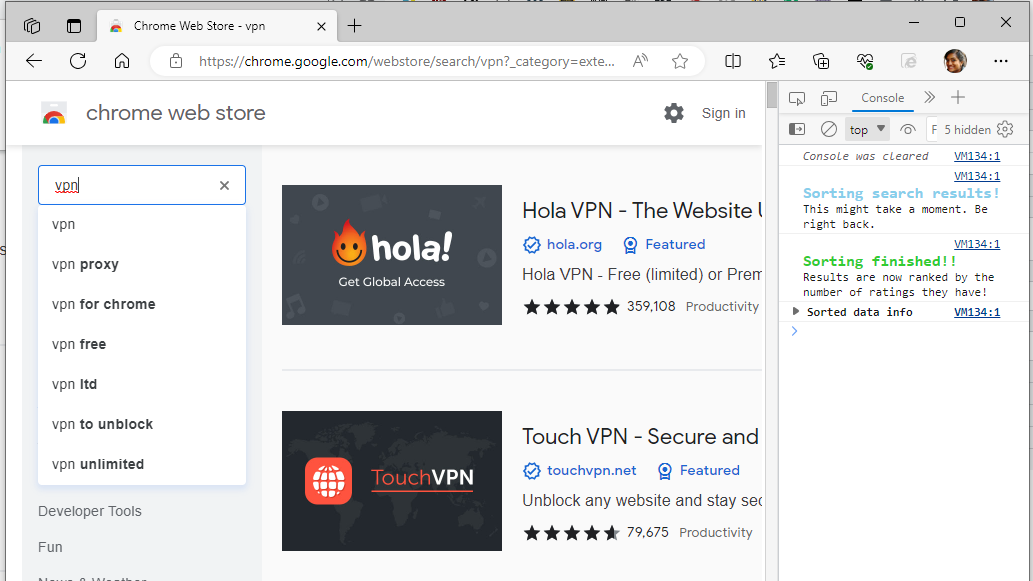 Chrome Web Store - vpn
https://chrome.google.com/webstore/search/vpn?_category=exte...
chrome web store
Sign in
vpn
vpn
vpn proxy
vpn for chrome
vpn free
vpn ltd
vpn to unblock
vpn unlimited
Developer Tools
Fun
News & Weather
hola!
Get Global Access
Hola VPN - The Website U
hola.org Featured
Hola VPN - Free (limited) or Prem
359,108 Productivity
TouchVPN
Touch VPN - Secure and
touchvpn.net Featured
Unblock any website and stay sec
79,675 Productivity
Console
top F 5 hidden
Console was cleared VM134:1
VM134:1
Sorting search results!
This might take a moment. Be
right back.
VM134:1
Sorting finished!!
Results are now ranked by the
number of ratings they have!
Sorted data info VM134:1